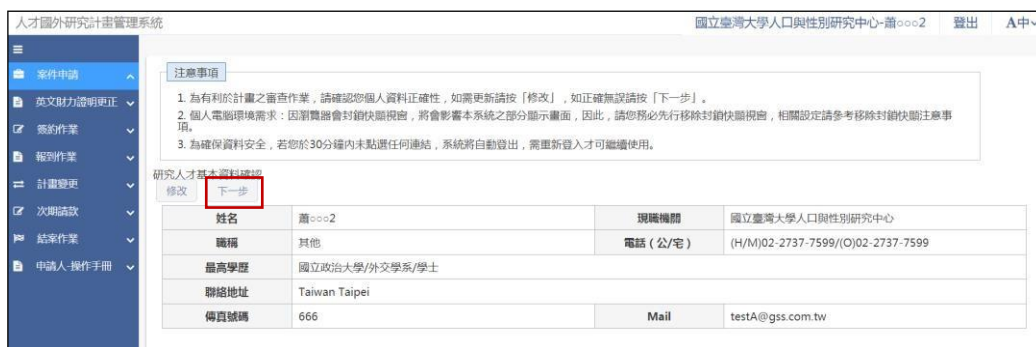 人才國外研究計畫管理系統
國立臺灣大學人口與性別研究中心-蕭○○○2 登出 A中
案件申請
英文財力證明更正
簽約作業
報到作業
計畫變更
次期請款
結案作業
申請人-操作手冊
注意事項
1. 為有利於計畫之審查作業,請確認您個人資料正確性,如需更新請按「修改」,如正確無誤請按「下一步」。
2. 個人電腦環境需求:因瀏覽器會封鎖快顯視窗,將會影響本系統之部分顯示畫面,因此,請您務必先行移除封鎖快顯視窗,相關設定請參考移除封鎖快顯注意事
項。
3. 為確保資料安全,若您於30分鐘內未點選任何連結,系統將自動登出,需重新登入才可繼續使用。
研究人才基本資料確認
修改 下一步
姓名 蕭○○○2 現職機關 國立臺灣大學人口與性別研究中心
職稱 其他 電話(公/宅) (H/M)02-2737-7599/(O)02-2737-7599
最高學歷 國立政治大學/外交學系/學士
聯絡地址 Taiwan Taipei
傳真號碼 666 Mail testA@gss.com.tw